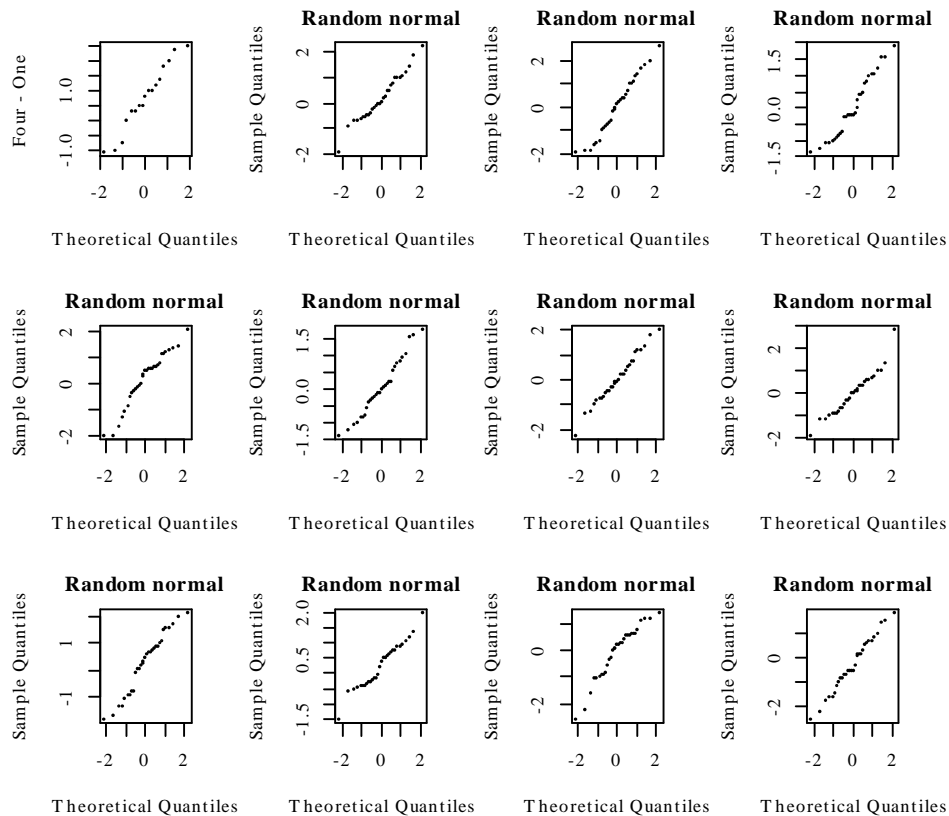 Random normal Random normal Random normal
Four - One Sample Quantiles Sample Quantiles Sample Quantiles
-1.0 1.0 -2 0 2 -2 0 2 -1.5 0.0 1.5
-2 0 2 -2 0 2 -2 0 2 -2 0 2
Theoretical Quantiles Theoretical Quantiles Theoretical Quantiles Theoretical Quantiles
Random normal Random normal Random normal Random normal
Sample Quantiles Sample Quantiles Sample Quantiles Sample Quantiles
-2 0 2 -1.5 0.0 1.5 -2 0 2 -2 0 2
-2 0 2 -2 0 2 -2 0 2 -2 0 2
Theoretical Quantiles Theoretical Quantiles Theoretical Quantiles Theoretical Quantiles
Random normal Random normal Random normal Random normal
Sample Quantiles Sample Quantiles Sample Quantiles Sample Quantiles
-1 1 -1.5 0.5 2.0 -2 0 -2 0
-2 0 2 -2 0 2 -2 0 2 -2 0 2
Theoretical Quantiles Theoretical Quantiles Theoretical Quantiles Theoretical Quantiles